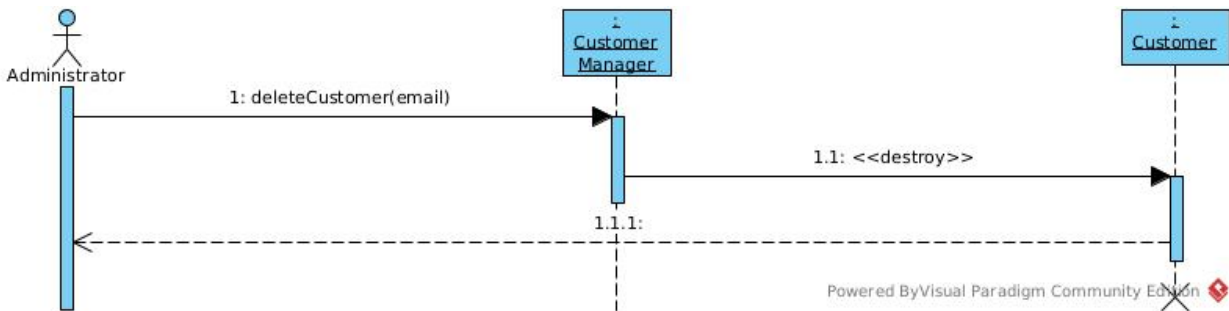 :
Customer
Manager
:
Customer
Administrator
1: deleteCustomer(email)
1.1: <<destroy>>
1.1.1:
Powered ByVisual Paradigm Community Edition